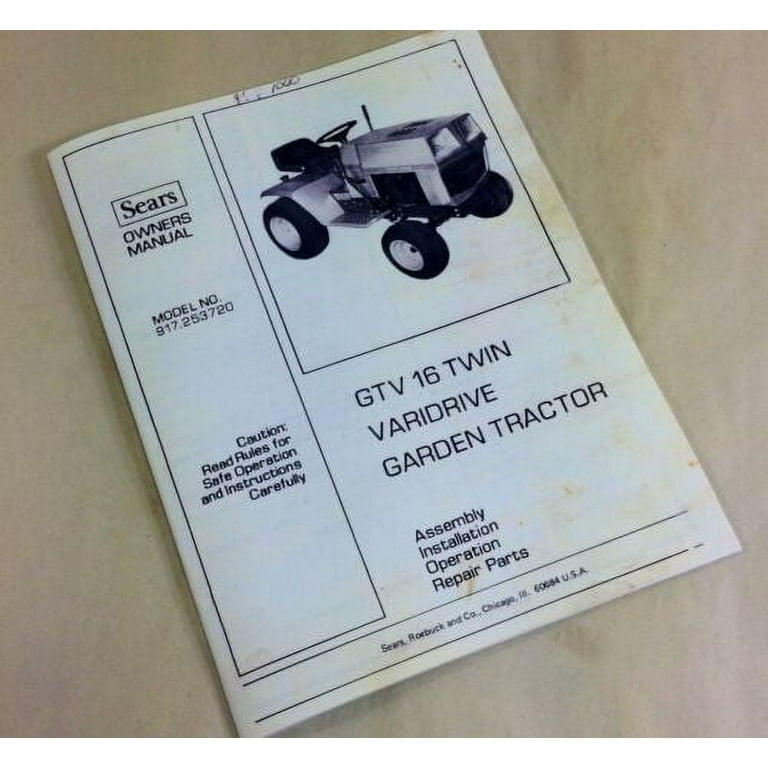 Sears
OWNERS
MANUAL
MODEL NO.
917.253720
Caution:
Read Rules for
Safe Operation
and Instructions
Carefully
GTV 16 TWIN
VARIDRIVE
GARDEN TRACTOR
Assembly
Installation
Operation
Repair Parts
Sears, Roebuck and Co., Chicago, Ill. 60684 U.S.A.